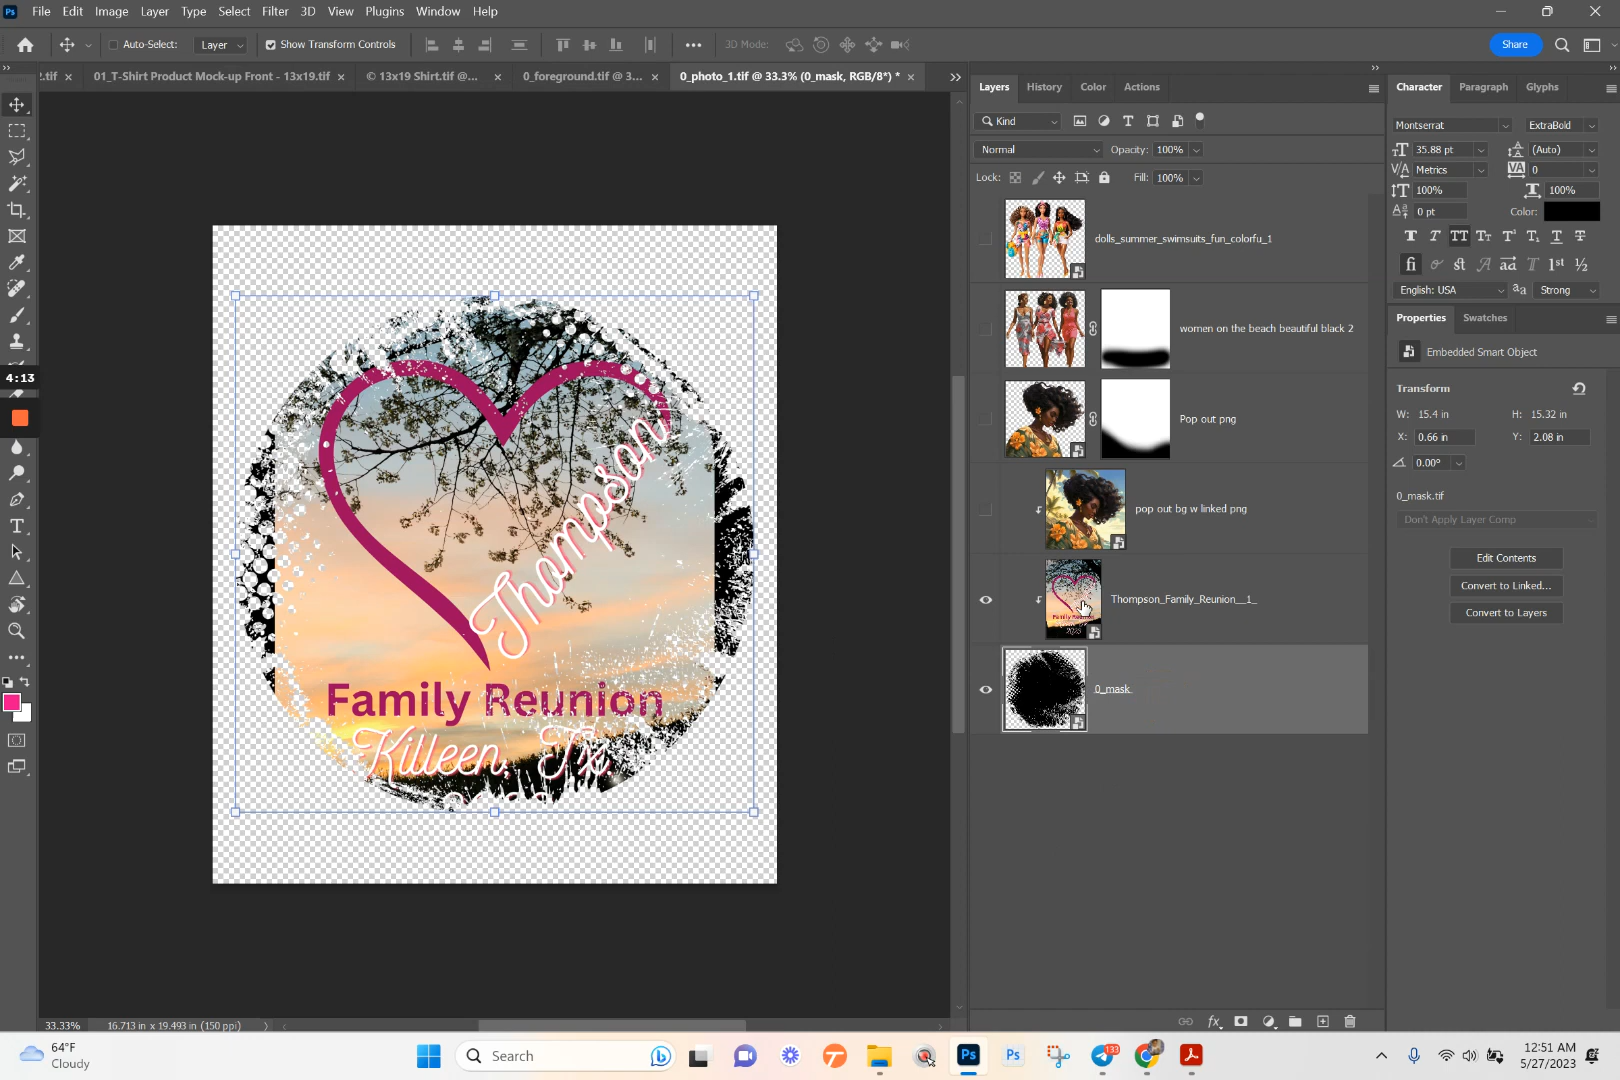 Ps File Edit Image Layer Type Select Filter 3D View Plugins Window Help
Auto-Select: Layer Show Transform Controls 3D Mode: Share
2.tif × 01_T-Shirt Product Mock-up Front - 13x19.tif × © 13x19 Shirt.tif @... × 0_foreground.tif @ 3... × 0_photo_1.tif @ 33.3% (0_mask, RGB/8*) * ×
4:13
Thompson
Family Reunion
Killeen, Tx.
33.33% 16.713 in x 19.493 in (150 ppi)
Layers History Color Actions
Kind
Normal Opacity: 100%
Lock: Fill: 100%
dolls_summer_swimsuits_fun_colorfu_1
women on the beach beautiful black 2
Pop out png
pop out bg w linked png
Thompson_Family_Reunion__1_
0_mask
Character Paragraph Glyphs
Montserrat ExtraBold
35.88 pt (Auto)
Metrics 0
100% 100%
0 pt Color:
English: USA Strong
Properties Swatches
Embedded Smart Object
Transform
W: 15.4 in H: 15.32 in
X: 0.66 in Y: 2.08 in
0.00°
0_mask.tif
Don't Apply Layer Comp
Edit Contents
Convert to Linked...
Convert to Layers
64°F
Cloudy
Search
Ps Ps 133
12:51 AM
5/27/2023